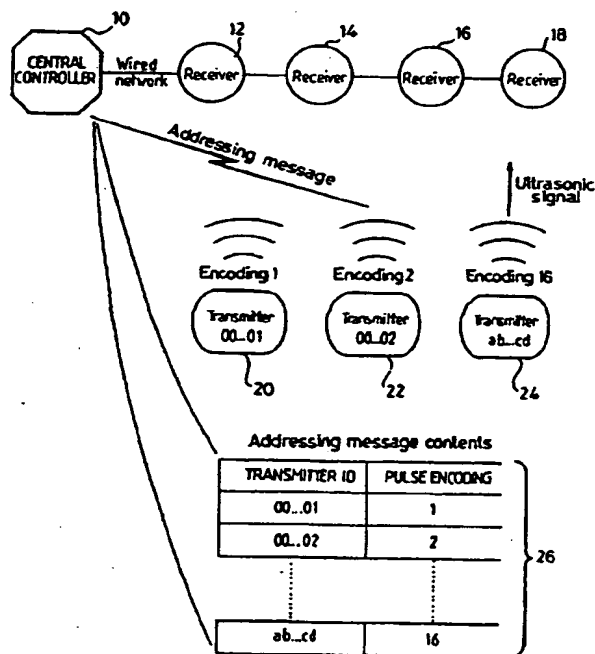 10
12
14
16
18
CENTRAL
CONTROLLER
Wired
network
Receiver
Receiver
Receiver
Receiver
Addressing message
Ultrasonic
signal
Encoding 1
Encoding 2
Encoding 16
Transmitter
00...01
Transmitter
00...02
Transmitter
ab...cd
20
22
24
Addressing message contents
TRANSMITTER ID PULSE ENCODING
00...01 1
00...02 2
ab...cd 16
26